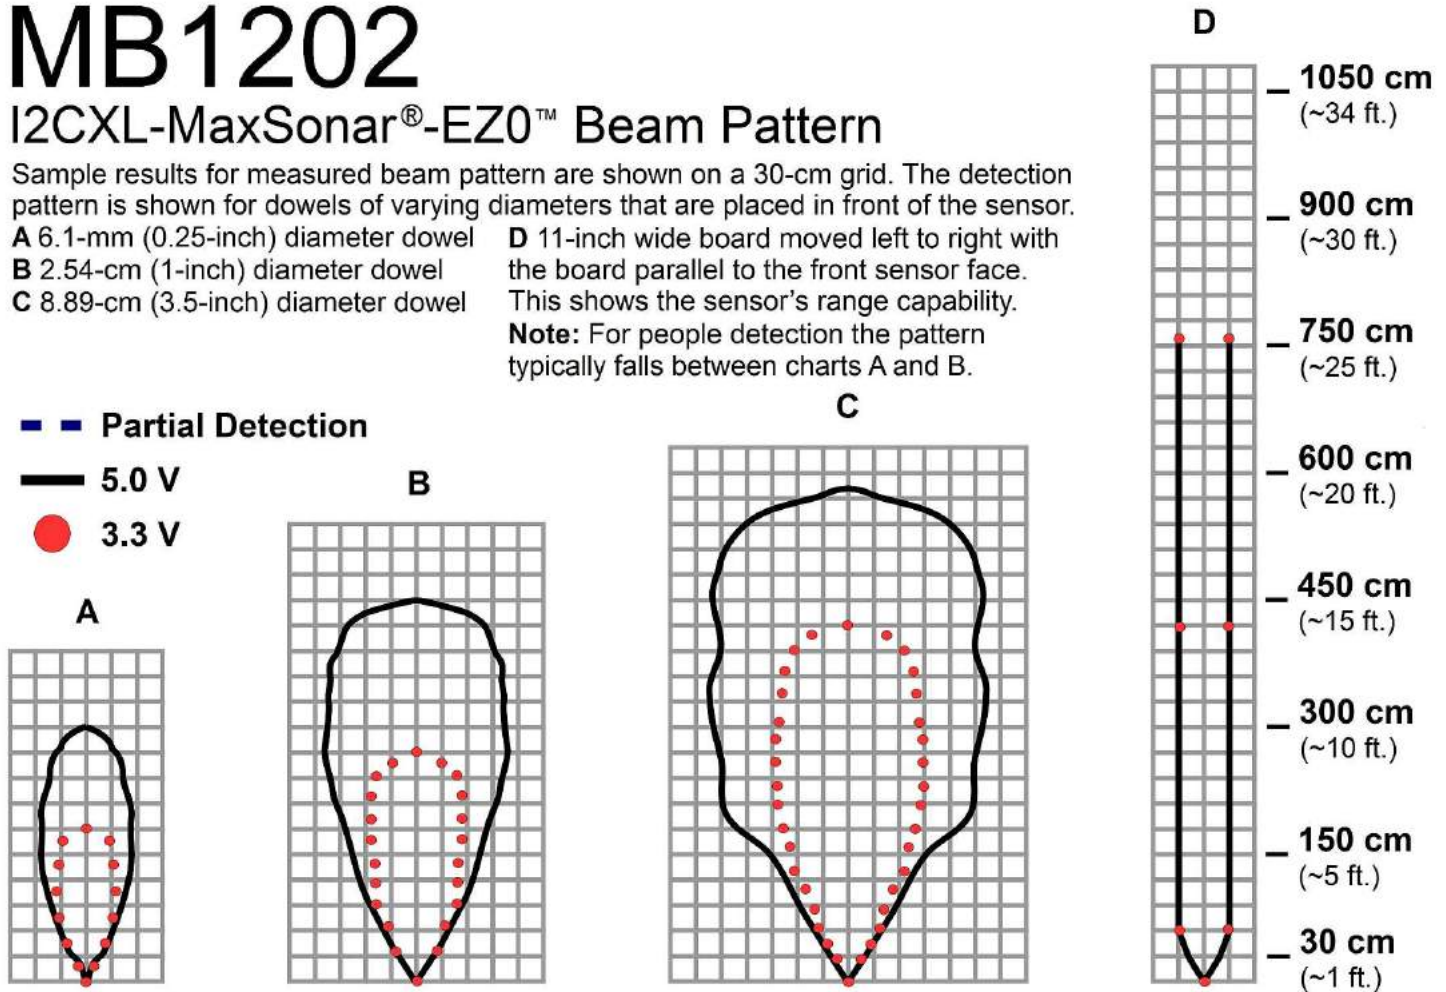 MB1202
I2CXL-MaxSonar®-EZ0™ Beam Pattern
Sample results for measured beam pattern are shown on a 30-cm grid. The detection
pattern is shown for dowels of varying diameters that are placed in front of the sensor.
A 6.1-mm (0.25-inch) diameter dowel
B 2.54-cm (1-inch) diameter dowel
C 8.89-cm (3.5-inch) diameter dowel
D 11-inch wide board moved left to right with
the board parallel to the front sensor face.
This shows the sensor's range capability.
Note: For people detection the pattern
typically falls between charts A and B.
Partial Detection
5.0 V
3.3 V
A
B
C
D
1050 cm
(~34 ft.)
900 cm
(~30 ft.)
750 cm
(~25 ft.)
600 cm
(~20 ft.)
450 cm
(~15 ft.)
300 cm
(~10 ft.)
150 cm
(~5 ft.)
30 cm
(~1 ft.)